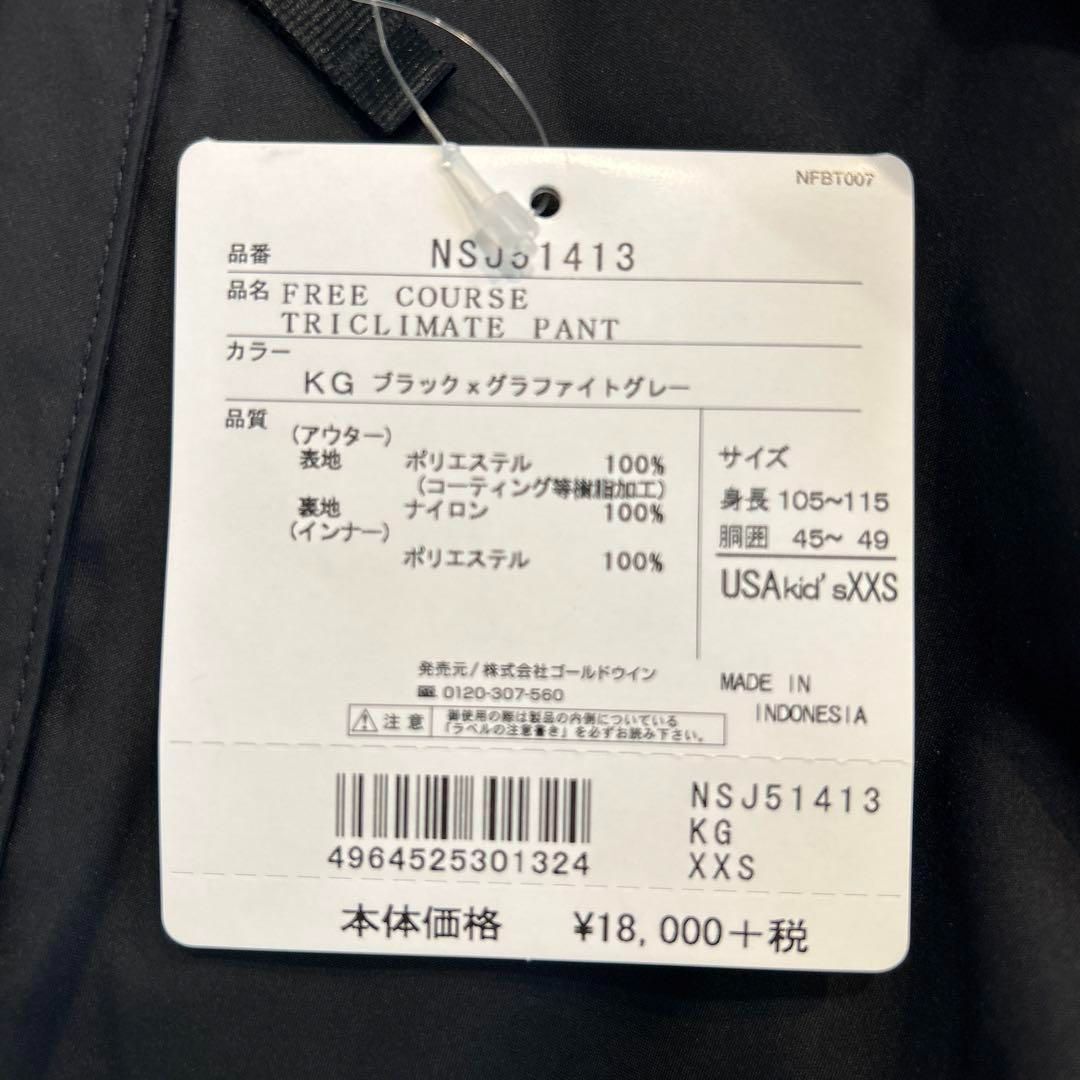 NFBT007
品番 NSJ51413
品名 FREE COURSE
TRICLIMATE PANT
カラー
KG ブラック×グラファイトグレー
品質
(アウター)
表地 ポリエステル 100%
(コーティング等樹脂加工)
裏地 ナイロン 100%
(インナー)
ポリエステル 100%
サイズ
身長 105~115
胴囲 45~ 49
USAkid'sXXS
発売元/株式会社ゴールドウイン
0120-307-560
注意
御使用の際は製品の内側についている
「ラベルの注意書き」を必ずお読み下さい。
MADE IN
INDONESIA
4964525301324
NSJ51413
KG
XXS
本体価格 ¥18,000+税